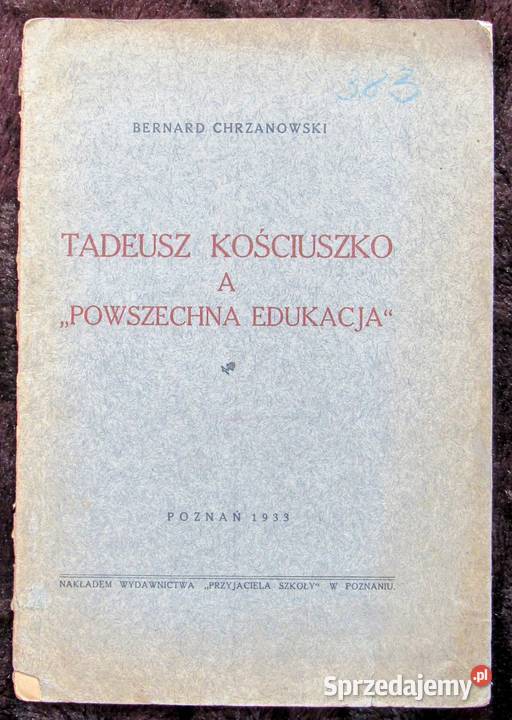 383
BERNARD CHRZANOWSKI
TADEUSZ KOŚCIUSZKO
A
„POWSZECHNA EDUKACJA“
POZNAŃ 1933
NAKŁADEM WYDAWNICTWA „PRZYJACIELA SZKOŁY“ W POZNANIU.
Sprzedajemy.pl